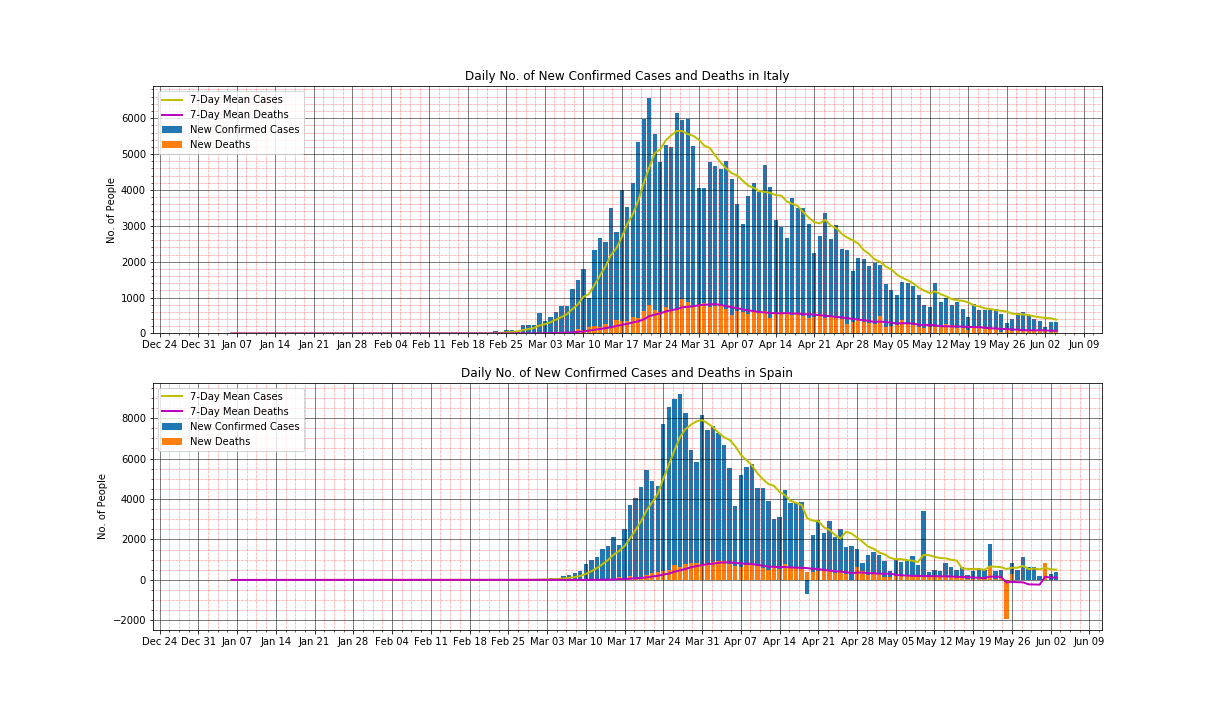 Daily No. of New Confirmed Cases and Deaths in Italy
7-Day Mean Cases
7-Day Mean Deaths
New Confirmed Cases
New Deaths
No. of People
6000
5000
4000
3000
2000
1000
0
Dec 24 Dec 31 Jan 07 Jan 14 Jan 21 Jan 28 Feb 04 Feb 11 Feb 18 Feb 25 Mar 03 Mar 10 Mar 17 Mar 24 Mar 31 Apr 07 Apr 14 Apr 21 Apr 28 May 05 May 12 May 19 May 26 Jun 02 Jun 09
Daily No. of New Confirmed Cases and Deaths in Spain
7-Day Mean Cases
7-Day Mean Deaths
New Confirmed Cases
New Deaths
No. of People
8000
6000
4000
2000
0
−2000
Dec 24 Dec 31 Jan 07 Jan 14 Jan 21 Jan 28 Feb 04 Feb 11 Feb 18 Feb 25 Mar 03 Mar 10 Mar 17 Mar 24 Mar 31 Apr 07 Apr 14 Apr 21 Apr 28 May 05 May 12 May 19 May 26 Jun 02 Jun 09